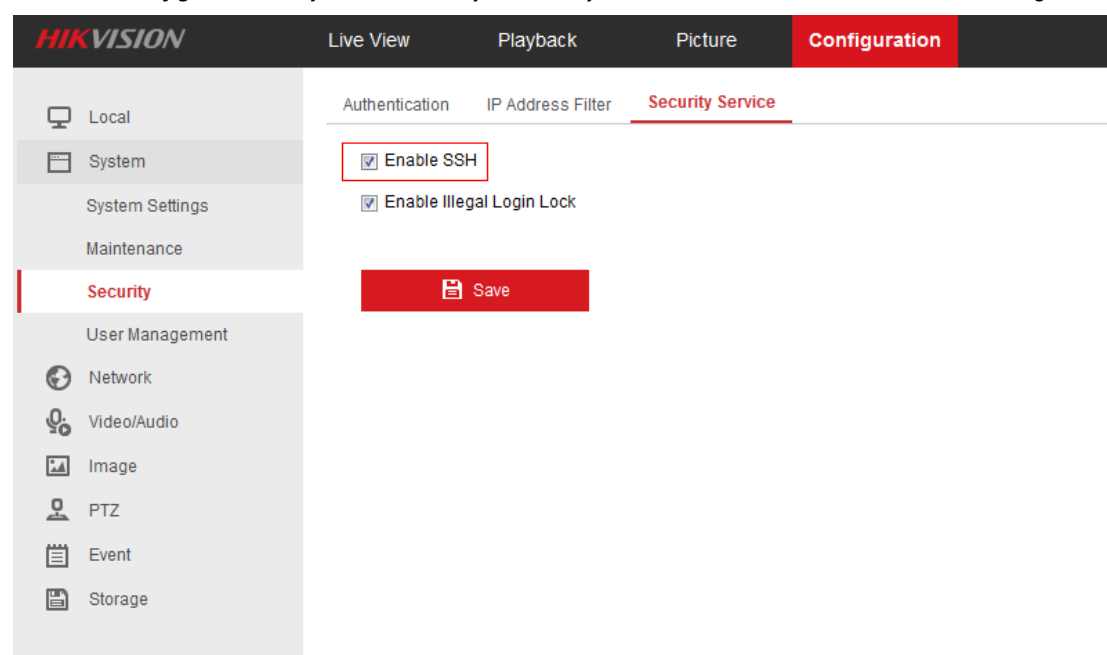 HIKVISION
Live View Playback Picture Configuration
Authentication IP Address Filter Security Service
Enable SSH
Enable Illegal Login Lock
Save
Local
System
System Settings
Maintenance
Security
User Management
Network
Video/Audio
Image
PTZ
Event
Storage